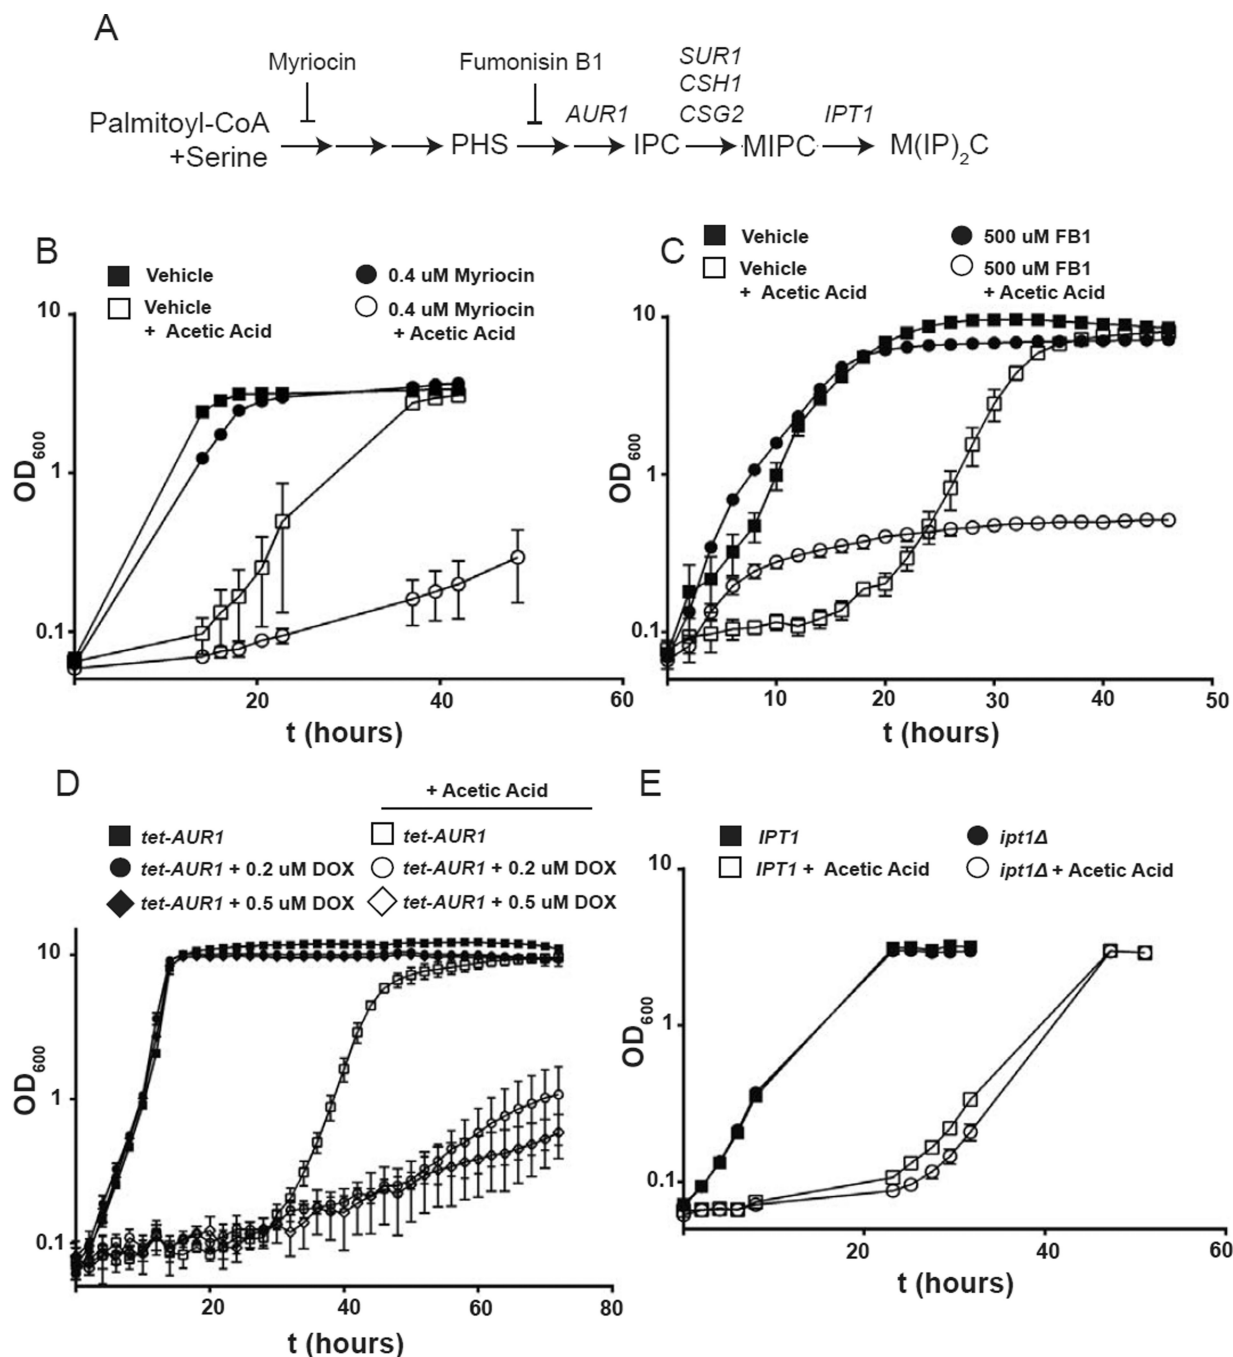 A
Myriocin
Fumonisin B1
SUR1
CSH1
CSG2
AUR1
IPT1
Palmitoyl-CoA
+Serine
PHS
IPC
MIPC
M(IP)₂C
B
Vehicle
Vehicle
+ Acetic Acid
0.4 uM Myriocin
0.4 uM Myriocin
+ Acetic Acid
10
1
0.1
OD₆₀₀
20
40
60
t (hours)
C
Vehicle
Vehicle
+ Acetic Acid
500 uM FB1
500 uM FB1
+ Acetic Acid
10
1
0.1
OD₆₀₀
10
20
30
40
50
t (hours)
D
+ Acetic Acid
tet-AUR1
tet-AUR1 + 0.2 uM DOX
tet-AUR1 + 0.5 uM DOX
tet-AUR1
tet-AUR1 + 0.2 uM DOX
tet-AUR1 + 0.5 uM DOX
10
1
0.1
OD₆₀₀
20
40
60
80
t (hours)
E
IPT1
IPT1 + Acetic Acid
ipt1Δ
ipt1Δ + Acetic Acid
10
1
0.1
OD₆₀₀
20
40
60
t (hours)